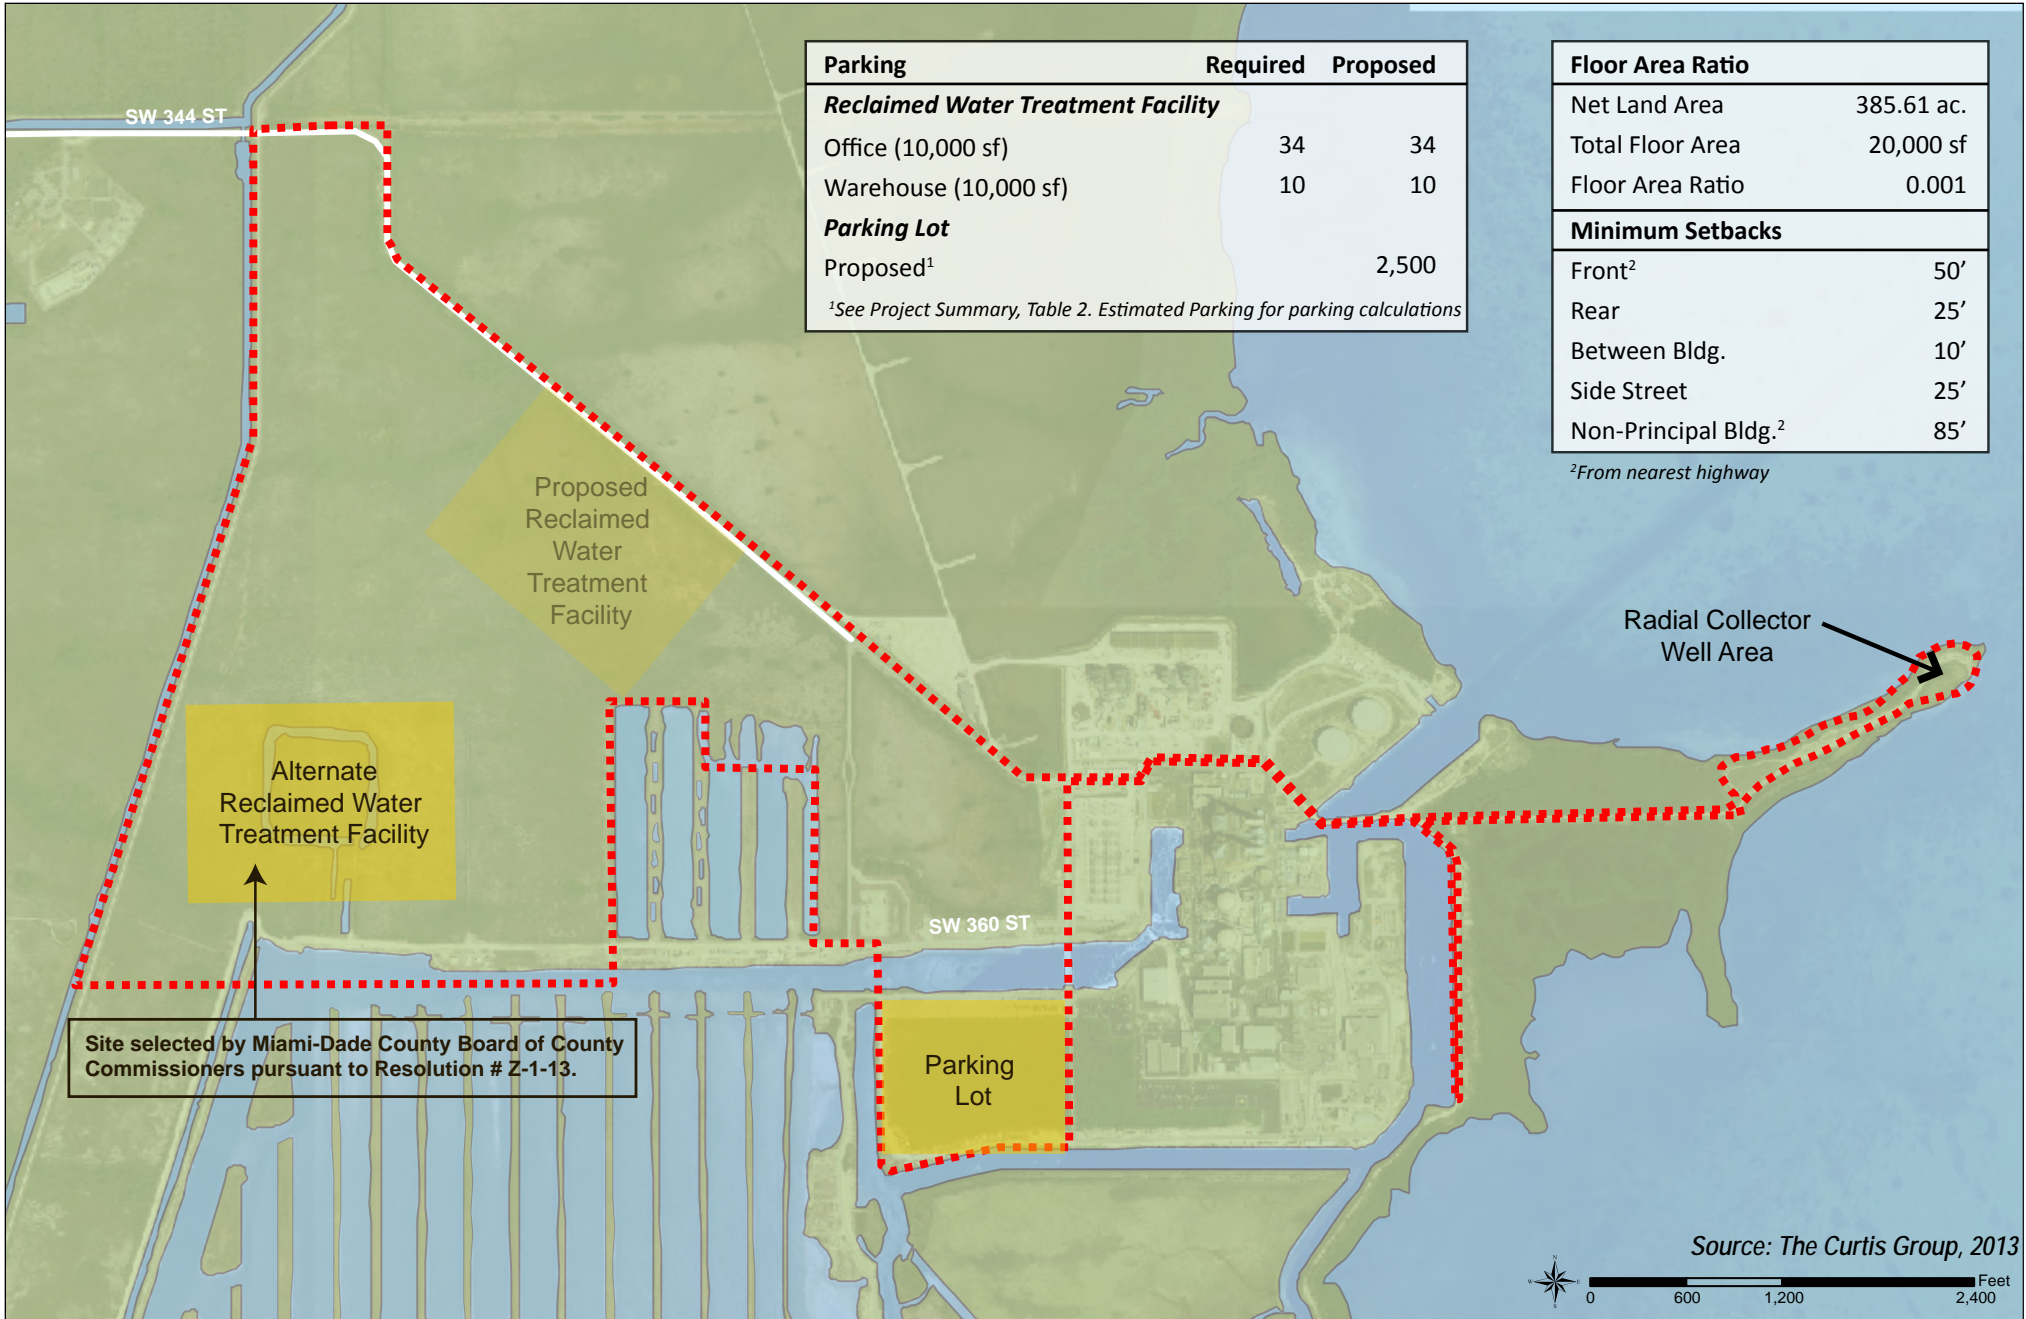 SW 344 ST
Parking Required Proposed
Reclaimed Water Treatment Facility
Office (10,000 sf) 34 34
Warehouse (10,000 sf) 10 10
Parking Lot
Proposed¹ 2,500
¹See Project Summary, Table 2. Estimated Parking for parking calculations
Floor Area Ratio
Net Land Area 385.61 ac.
Total Floor Area 20,000 sf
Floor Area Ratio 0.001
Minimum Setbacks
Front² 50’
Rear 25’
Between Bldg. 10’
Side Street 25’
Non-Principal Bldg.² 85’
²From nearest highway
Proposed
Reclaimed
Water
Treatment
Facility
Radial Collector
Well Area
Alternate
Reclaimed Water
Treatment Facility
SW 360 ST
Site selected by Miami-Dade County Board of County
Commissioners pursuant to Resolution # Z-1-13.
Parking
Lot
Source: The Curtis Group, 2013
N
W E
S
Feet
0 600 1,200 2,400